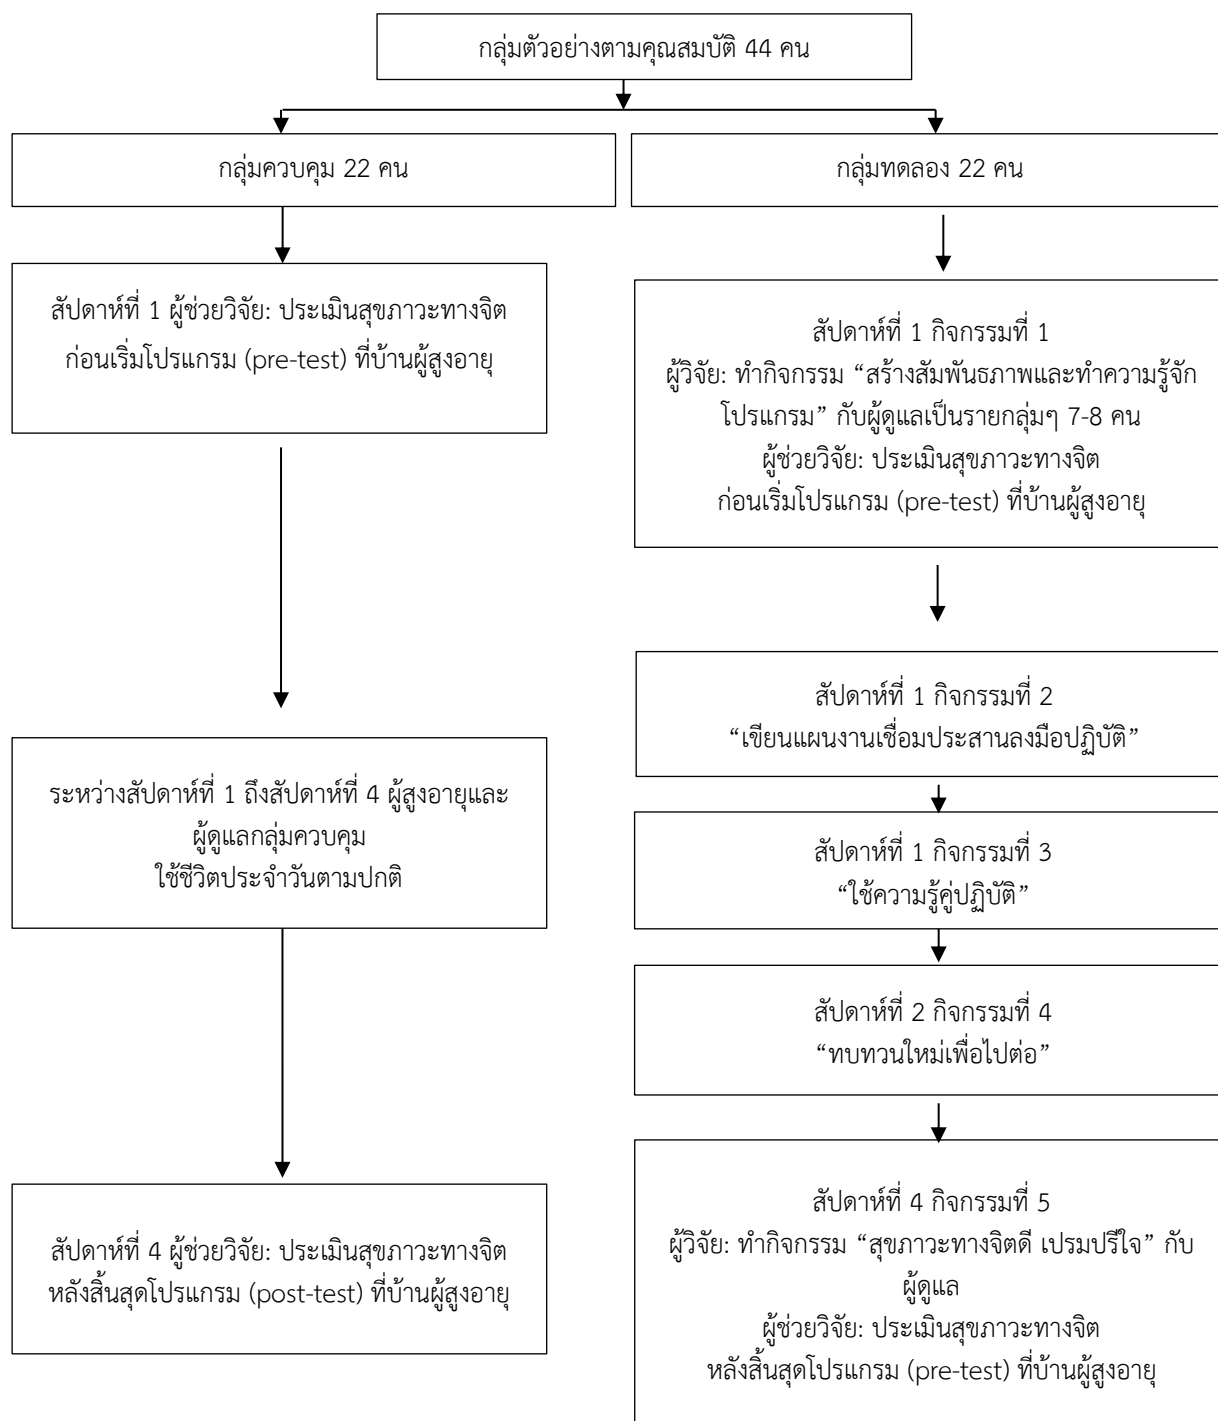 กลุ่มตัวอย่างตามคุณสมบัติ 44 คน
กลุ่มควบคุม 22 คน
กลุ่มทดลอง 22 คน
สัปดาห์ที่ 1 ผู้ช่วยวิจัย: ประเมินสุขภาวะทางจิต
ก่อนเริ่มโปรแกรม (pre-test) ที่บ้านผู้สูงอายุ
สัปดาห์ที่ 1 กิจกรรมที่ 1
ผู้วิจัย: ทำกิจกรรม “สร้างสัมพันธภาพและทำความรู้จัก
โปรแกรม” กับผู้ดูแลเป็นรายกลุ่มๆ 7-8 คน
ผู้ช่วยวิจัย: ประเมินสุขภาวะทางจิต
ก่อนเริ่มโปรแกรม (pre-test) ที่บ้านผู้สูงอายุ
สัปดาห์ที่ 1 กิจกรรมที่ 2
“เขียนแผนงานเชื่อมประสานลงมือปฏิบัติ”
ระหว่างสัปดาห์ที่ 1 ถึงสัปดาห์ที่ 4 ผู้สูงอายุและ
ผู้ดูแลกลุ่มควบคุม
ใช้ชีวิตประจำวันตามปกติ
สัปดาห์ที่ 1 กิจกรรมที่ 3
“ใช้ความรู้คู่ปฏิบัติ”
สัปดาห์ที่ 2 กิจกรรมที่ 4
“ทบทวนใหม่เพื่อไปต่อ”
สัปดาห์ที่ 4 ผู้ช่วยวิจัย: ประเมินสุขภาวะทางจิต
หลังสิ้นสุดโปรแกรม (post-test) ที่บ้านผู้สูงอายุ
สัปดาห์ที่ 4 กิจกรรมที่ 5
ผู้วิจัย: ทำกิจกรรม “สุขภาวะทางจิตดี เปรมปรีใจ” กับ
ผู้ดูแล
ผู้ช่วยวิจัย: ประเมินสุขภาวะทางจิต
หลังสิ้นสุดโปรแกรม (pre-test) ที่บ้านผู้สูงอายุ